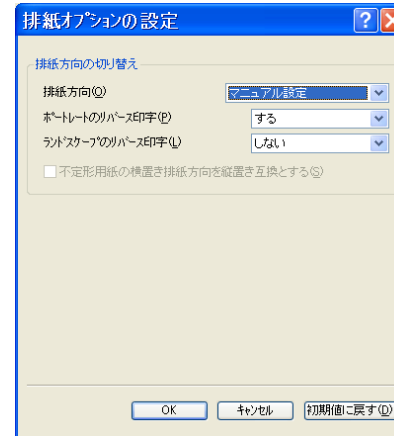 排紙オプションの設定
排紙方向の切り替え
排紙方向(O) マニュアル設定
ポートレートのリバース印字(P) する
ランドスケープのリバース印字(L) しない
不定形用紙の横置き排紙方向を縦置き互換とする(S)
OK キャンセル 初期値に戻す(D)